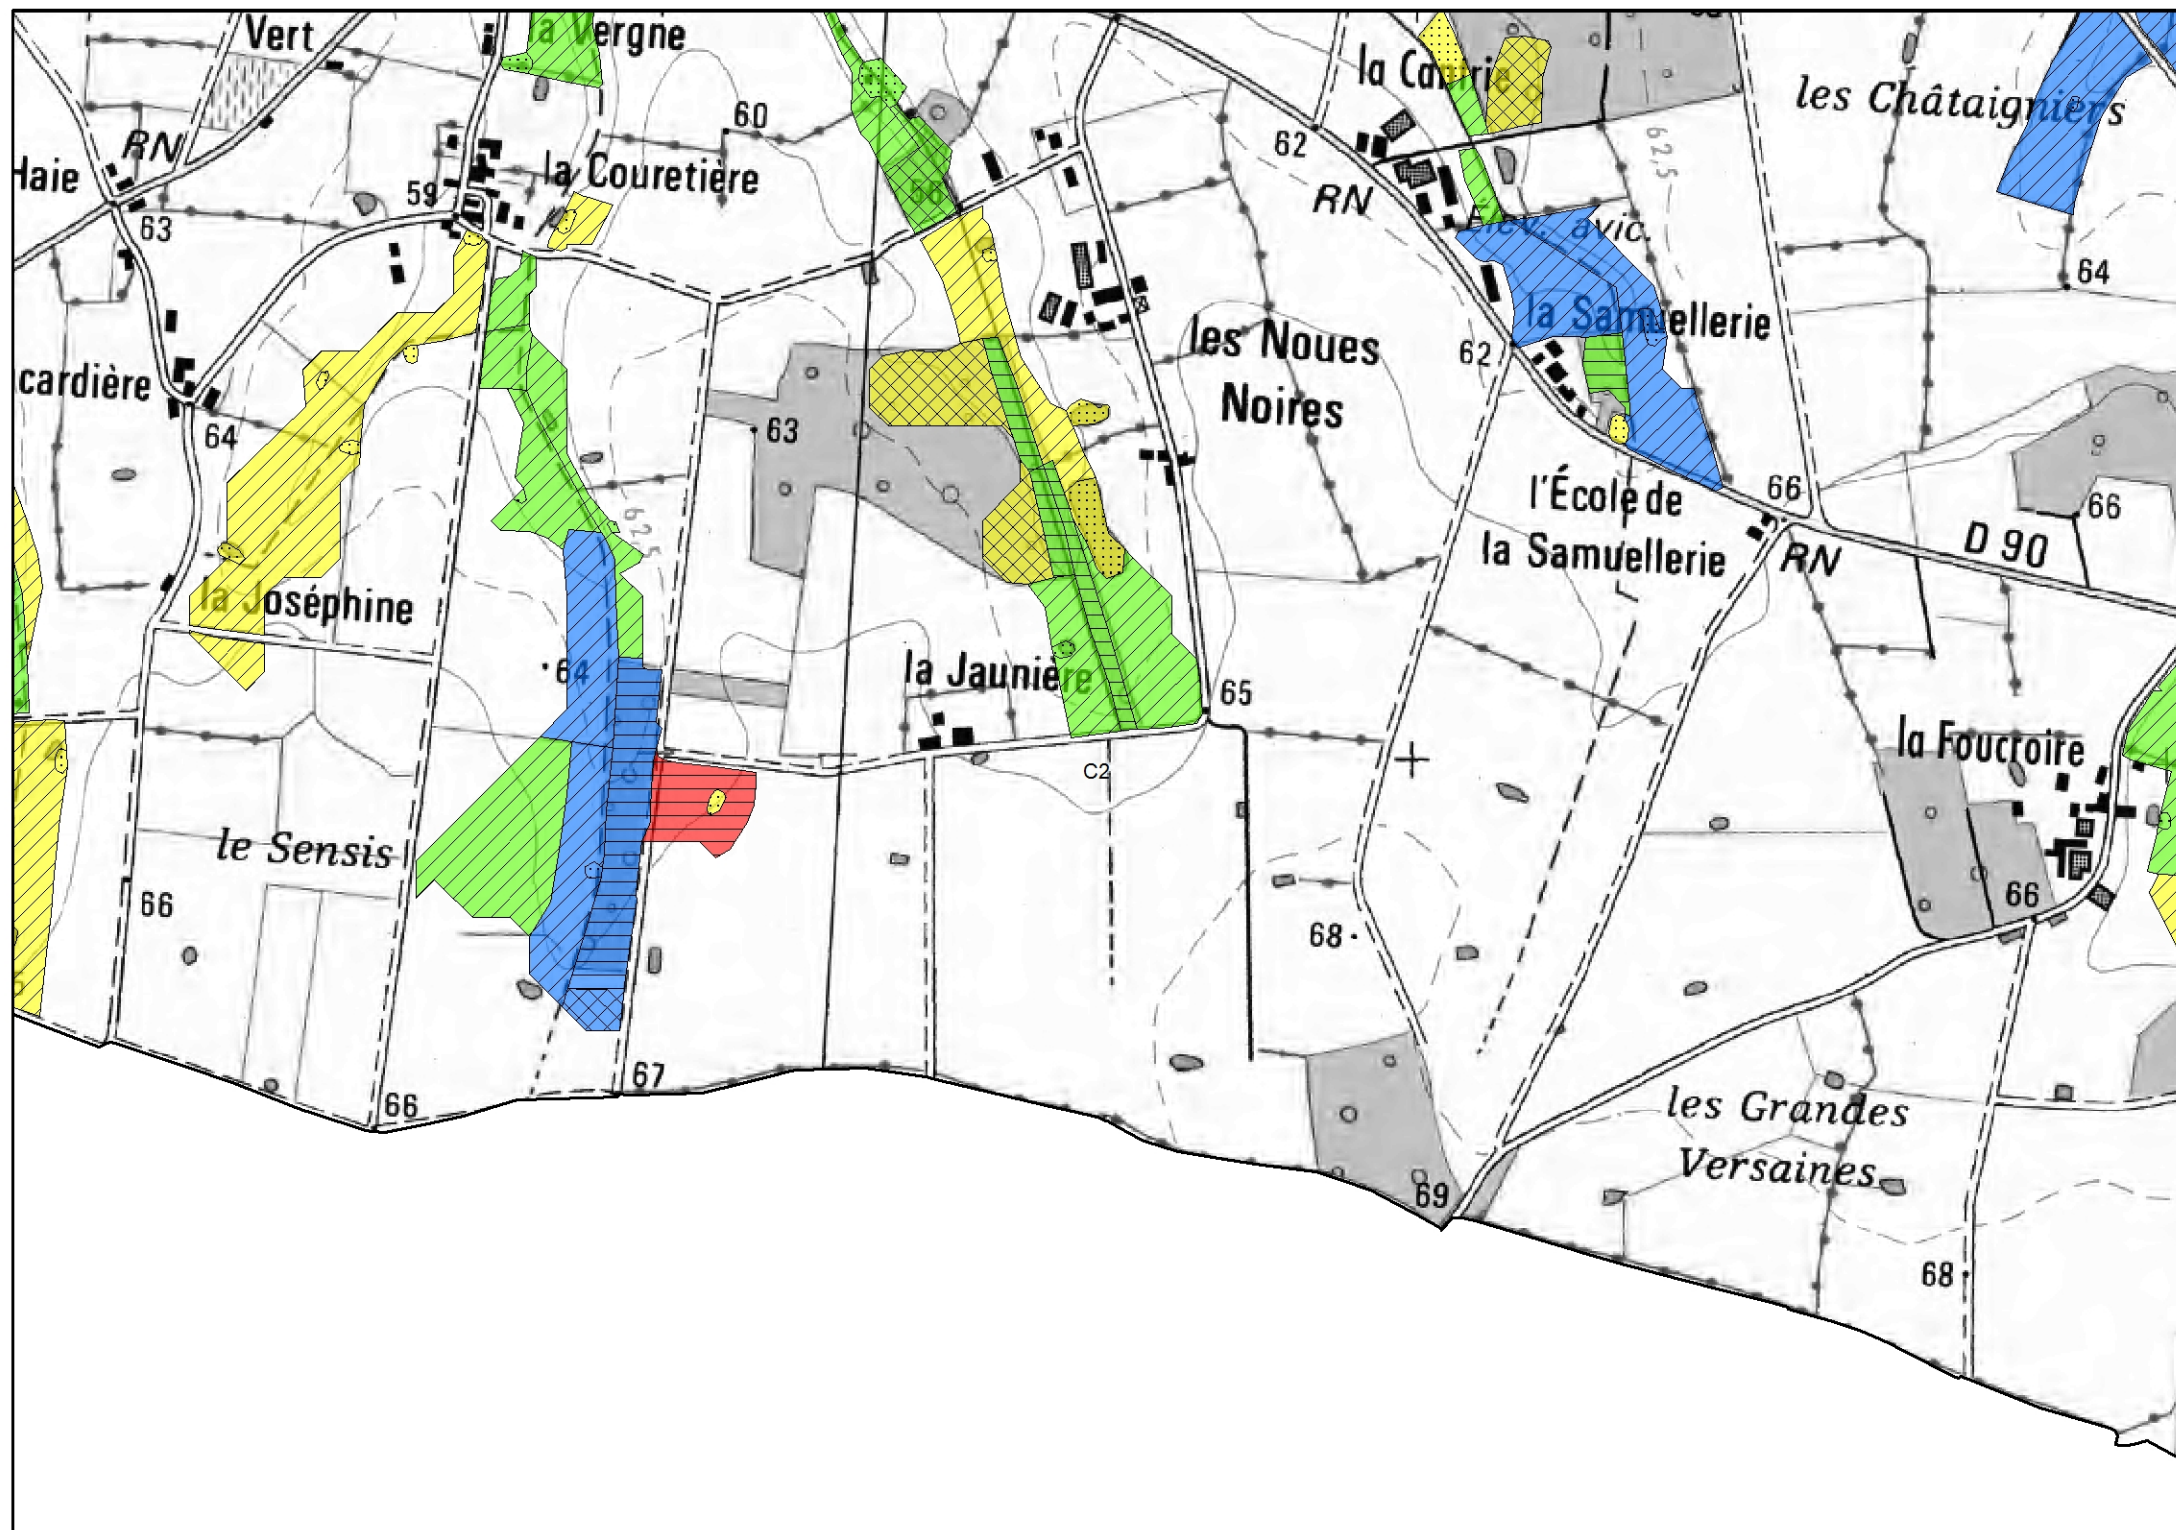 Vert
la Vergne
la Cantrie
les Châtaigniers
60
RN
la Couretière
62
62,5
Haie
59
56
RN
Élev. avic.
63
64
la Samuellerie
les Noues
Noires
62
cardière
64
63
62,5
l'École de
la Samuellerie
66
66
D 90
RN
la Joséphine
64
la Jaunière
65
la Foucroire
C2
le Sensis
66
66
68
67
66
les Grandes
Versaines
69
68